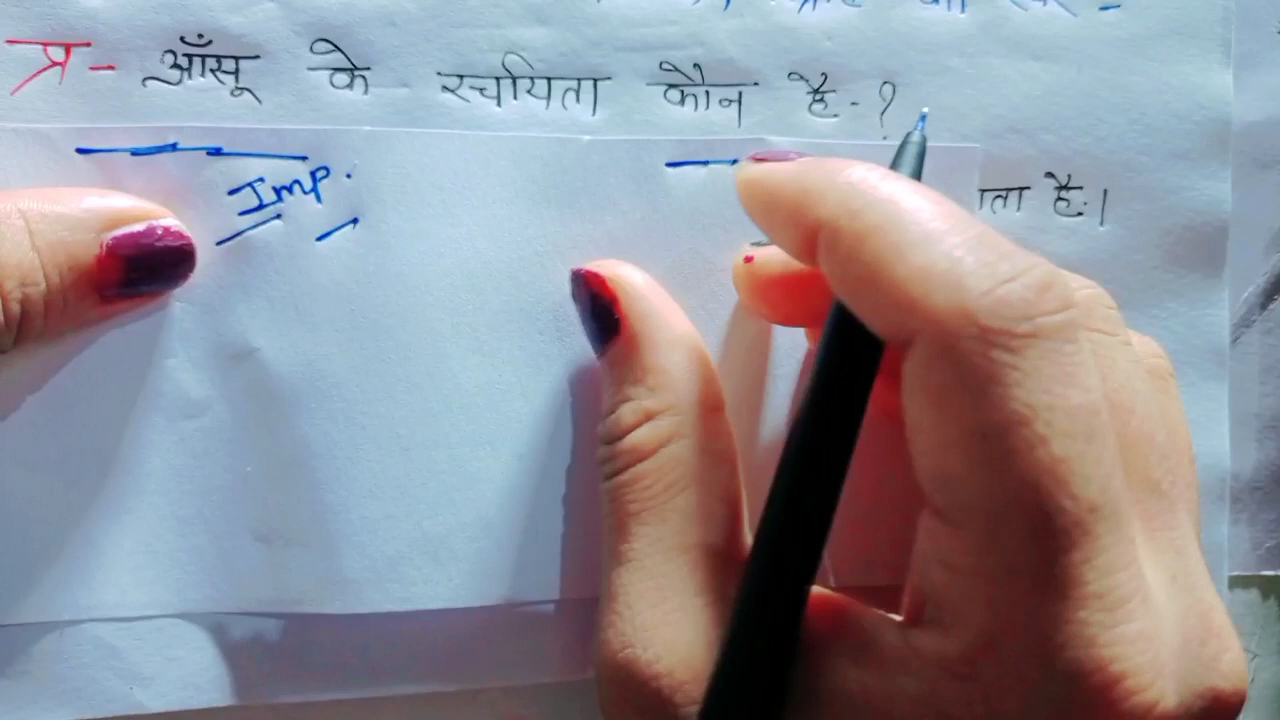 प्र- आँसू के रचयिता कौन है-?
Imp.
है।